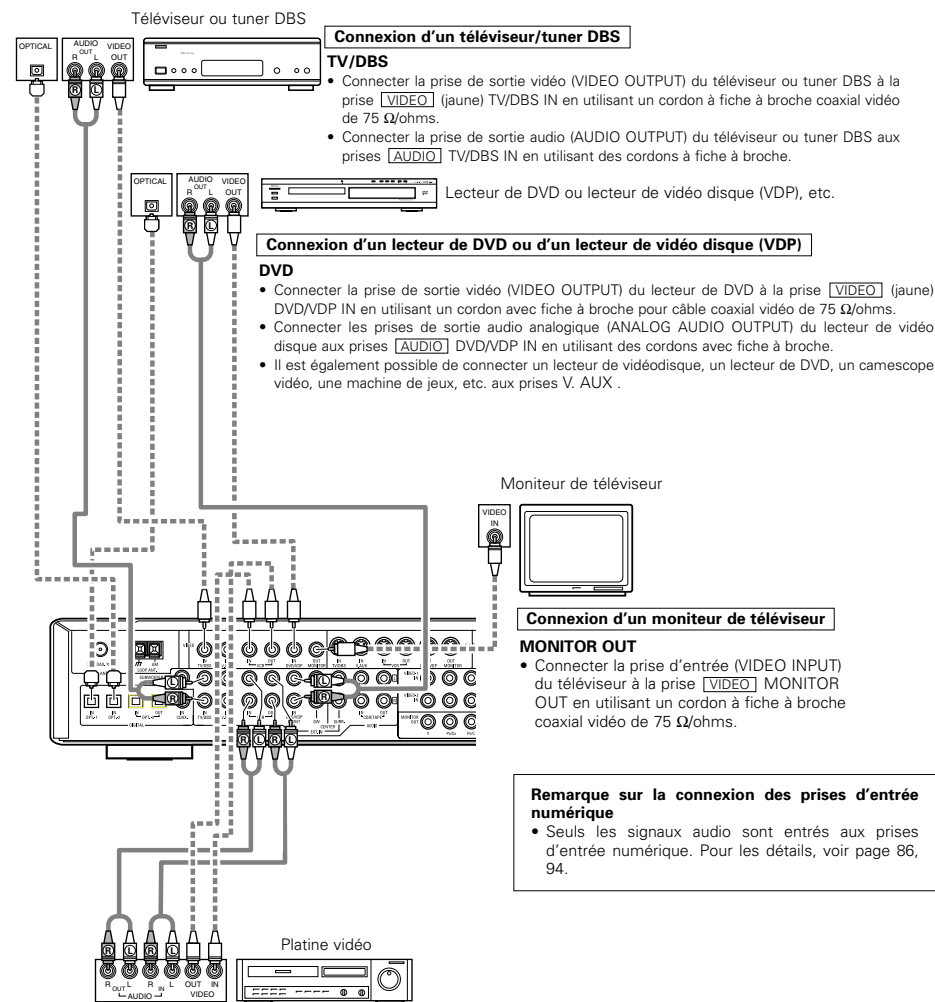 Téléviseur ou tuner DBS
OPTICAL
AUDIO
OUT
R L
VIDEO
OUT
R L
Connexion d'un téléviseur/tuner DBS
TV/DBS
• Connecter la prise de sortie vidéo (VIDEO OUTPUT) du téléviseur ou tuner DBS à la
prise VIDEO (jaune) TV/DBS IN en utilisant un cordon à fiche à broche coaxial vidéo
de 75 Ω/ohms.
• Connecter la prise de sortie audio (AUDIO OUTPUT) du téléviseur ou tuner DBS aux
prises AUDIO TV/DBS IN en utilisant des cordons à fiche à broche.
OPTICAL
AUDIO
OUT
R L
VIDEO
OUT
R L
Lecteur de DVD ou lecteur de vidéo disque (VDP), etc.
Connexion d'un lecteur de DVD ou d'un lecteur de vidéo disque (VDP)
DVD
• Connecter la prise de sortie vidéo (VIDEO OUTPUT) du lecteur de DVD à la prise VIDEO (jaune)
DVD/VDP IN en utilisant un cordon avec fiche à broche pour câble coaxial vidéo de 75 Ω/ohms.
• Connecter les prises de sortie audio analogique (ANALOG AUDIO OUTPUT) du lecteur de vidéo
disque aux prises AUDIO DVD/VDP IN en utilisant des cordons avec fiche à broche.
• Il est également possible de connecter un lecteur de vidéodisque, un lecteur de DVD, un camescope
vidéo, une machine de jeux, etc. aux prises V. AUX .
Moniteur de téléviseur
VIDEO
IN
Connexion d'un moniteur de téléviseur
MONITOR OUT
• Connecter la prise d'entrée (VIDEO INPUT)
du téléviseur à la prise VIDEO MONITOR
OUT en utilisant un cordon à fiche à broche
coaxial vidéo de 75 Ω/ohms.
LOOP ANT.
SUBWOOFER
DIGITAL
EXT. IN
CENTER
AUDIO
R L R L
Remarque sur la connexion des prises d'entrée
numérique
• Seuls les signaux audio sont entrés aux prises
d'entrée numérique. Pour les détails, voir page 86,
94.
Platine vidéo
R L R L
R OUT L R IN L
AUDIO
OUT IN
VIDEO